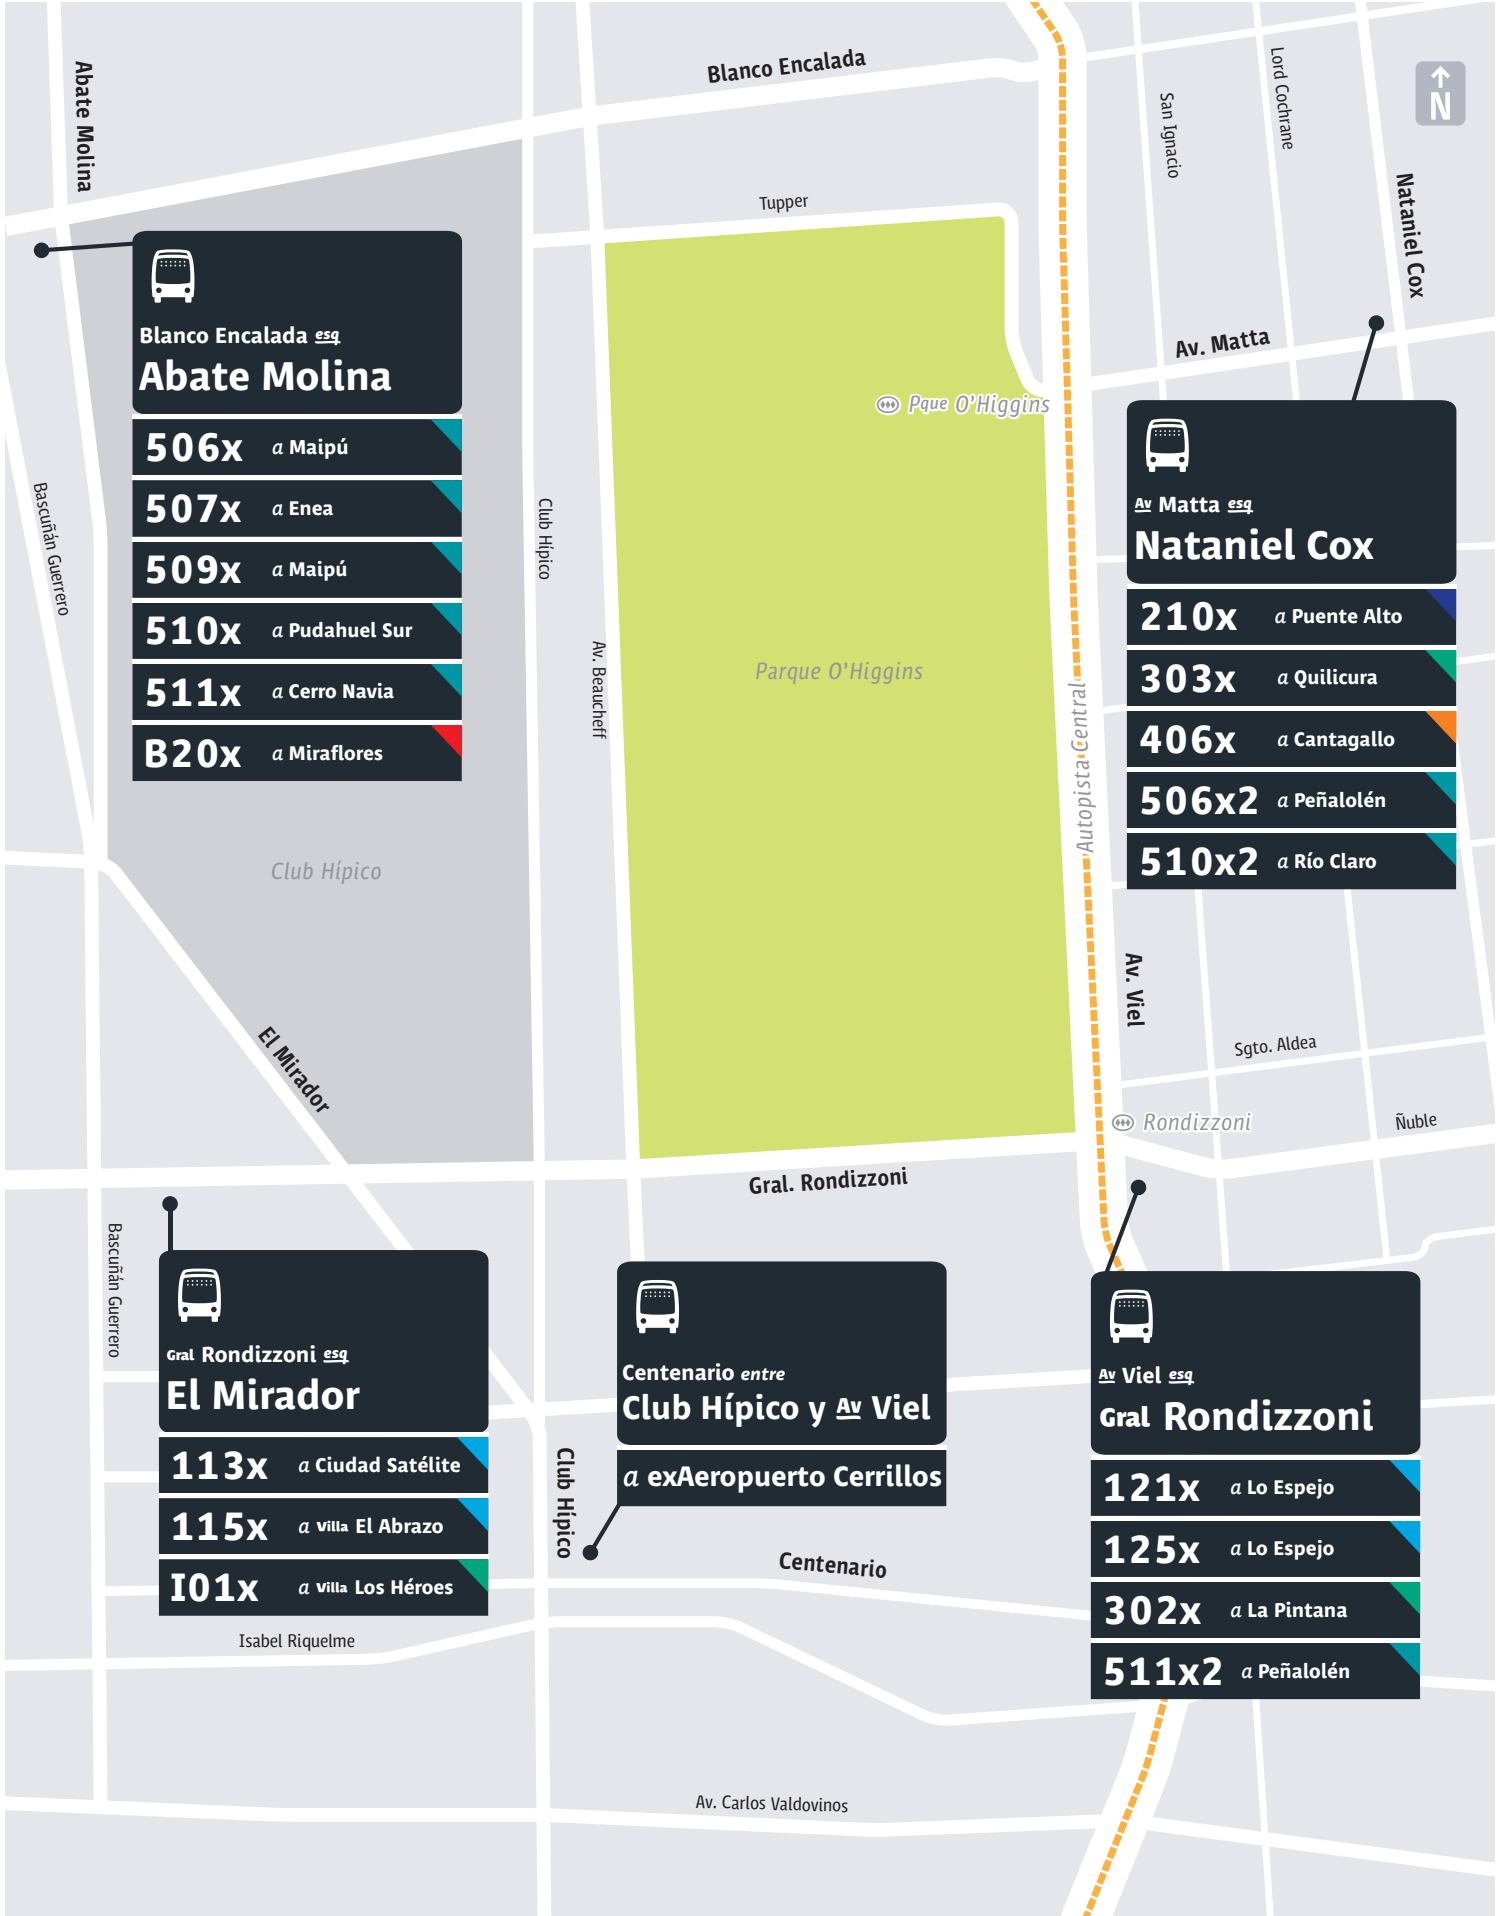 Abate Molina
Blanco Encalada
San Ignacio
Lord Cochrane
N
Nataniel Cox
Tupper
Av. Matta
Pque O'Higgins
Blanco Encalada esq
Abate Molina
506x a Maipú
507x a Enea
509x a Maipú
510x a Pudahuel Sur
511x a Cerro Navia
B20x a Miraflores
Bascuñán Guerrero
Club Hípico
Av. Beaucheff
Parque O'Higgins
Autopista Central
Av Matta esq
Nataniel Cox
210x a Puente Alto
303x a Quilicura
406x a Cantagallo
506x2 a Peñalolén
510x2 a Río Claro
Club Hípico
El Mirador
Av. Viel
Sgto. Aldea
Rondizzoni
Ñuble
Gral. Rondizzoni
Bascuñán Guerrero
Gral Rondizzoni esq
El Mirador
113x a Ciudad Satélite
115x a Villa El Abrazo
I01x a Villa Los Héroes
Centenario entre
Club Hípico y Av Viel
a exAeropuerto Cerrillos
Club Hípico
Centenario
Av Viel esq
Gral Rondizzoni
121x a Lo Espejo
125x a Lo Espejo
302x a La Pintana
511x2 a Peñalolén
Isabel Riquelme
Av. Carlos Valdovinos